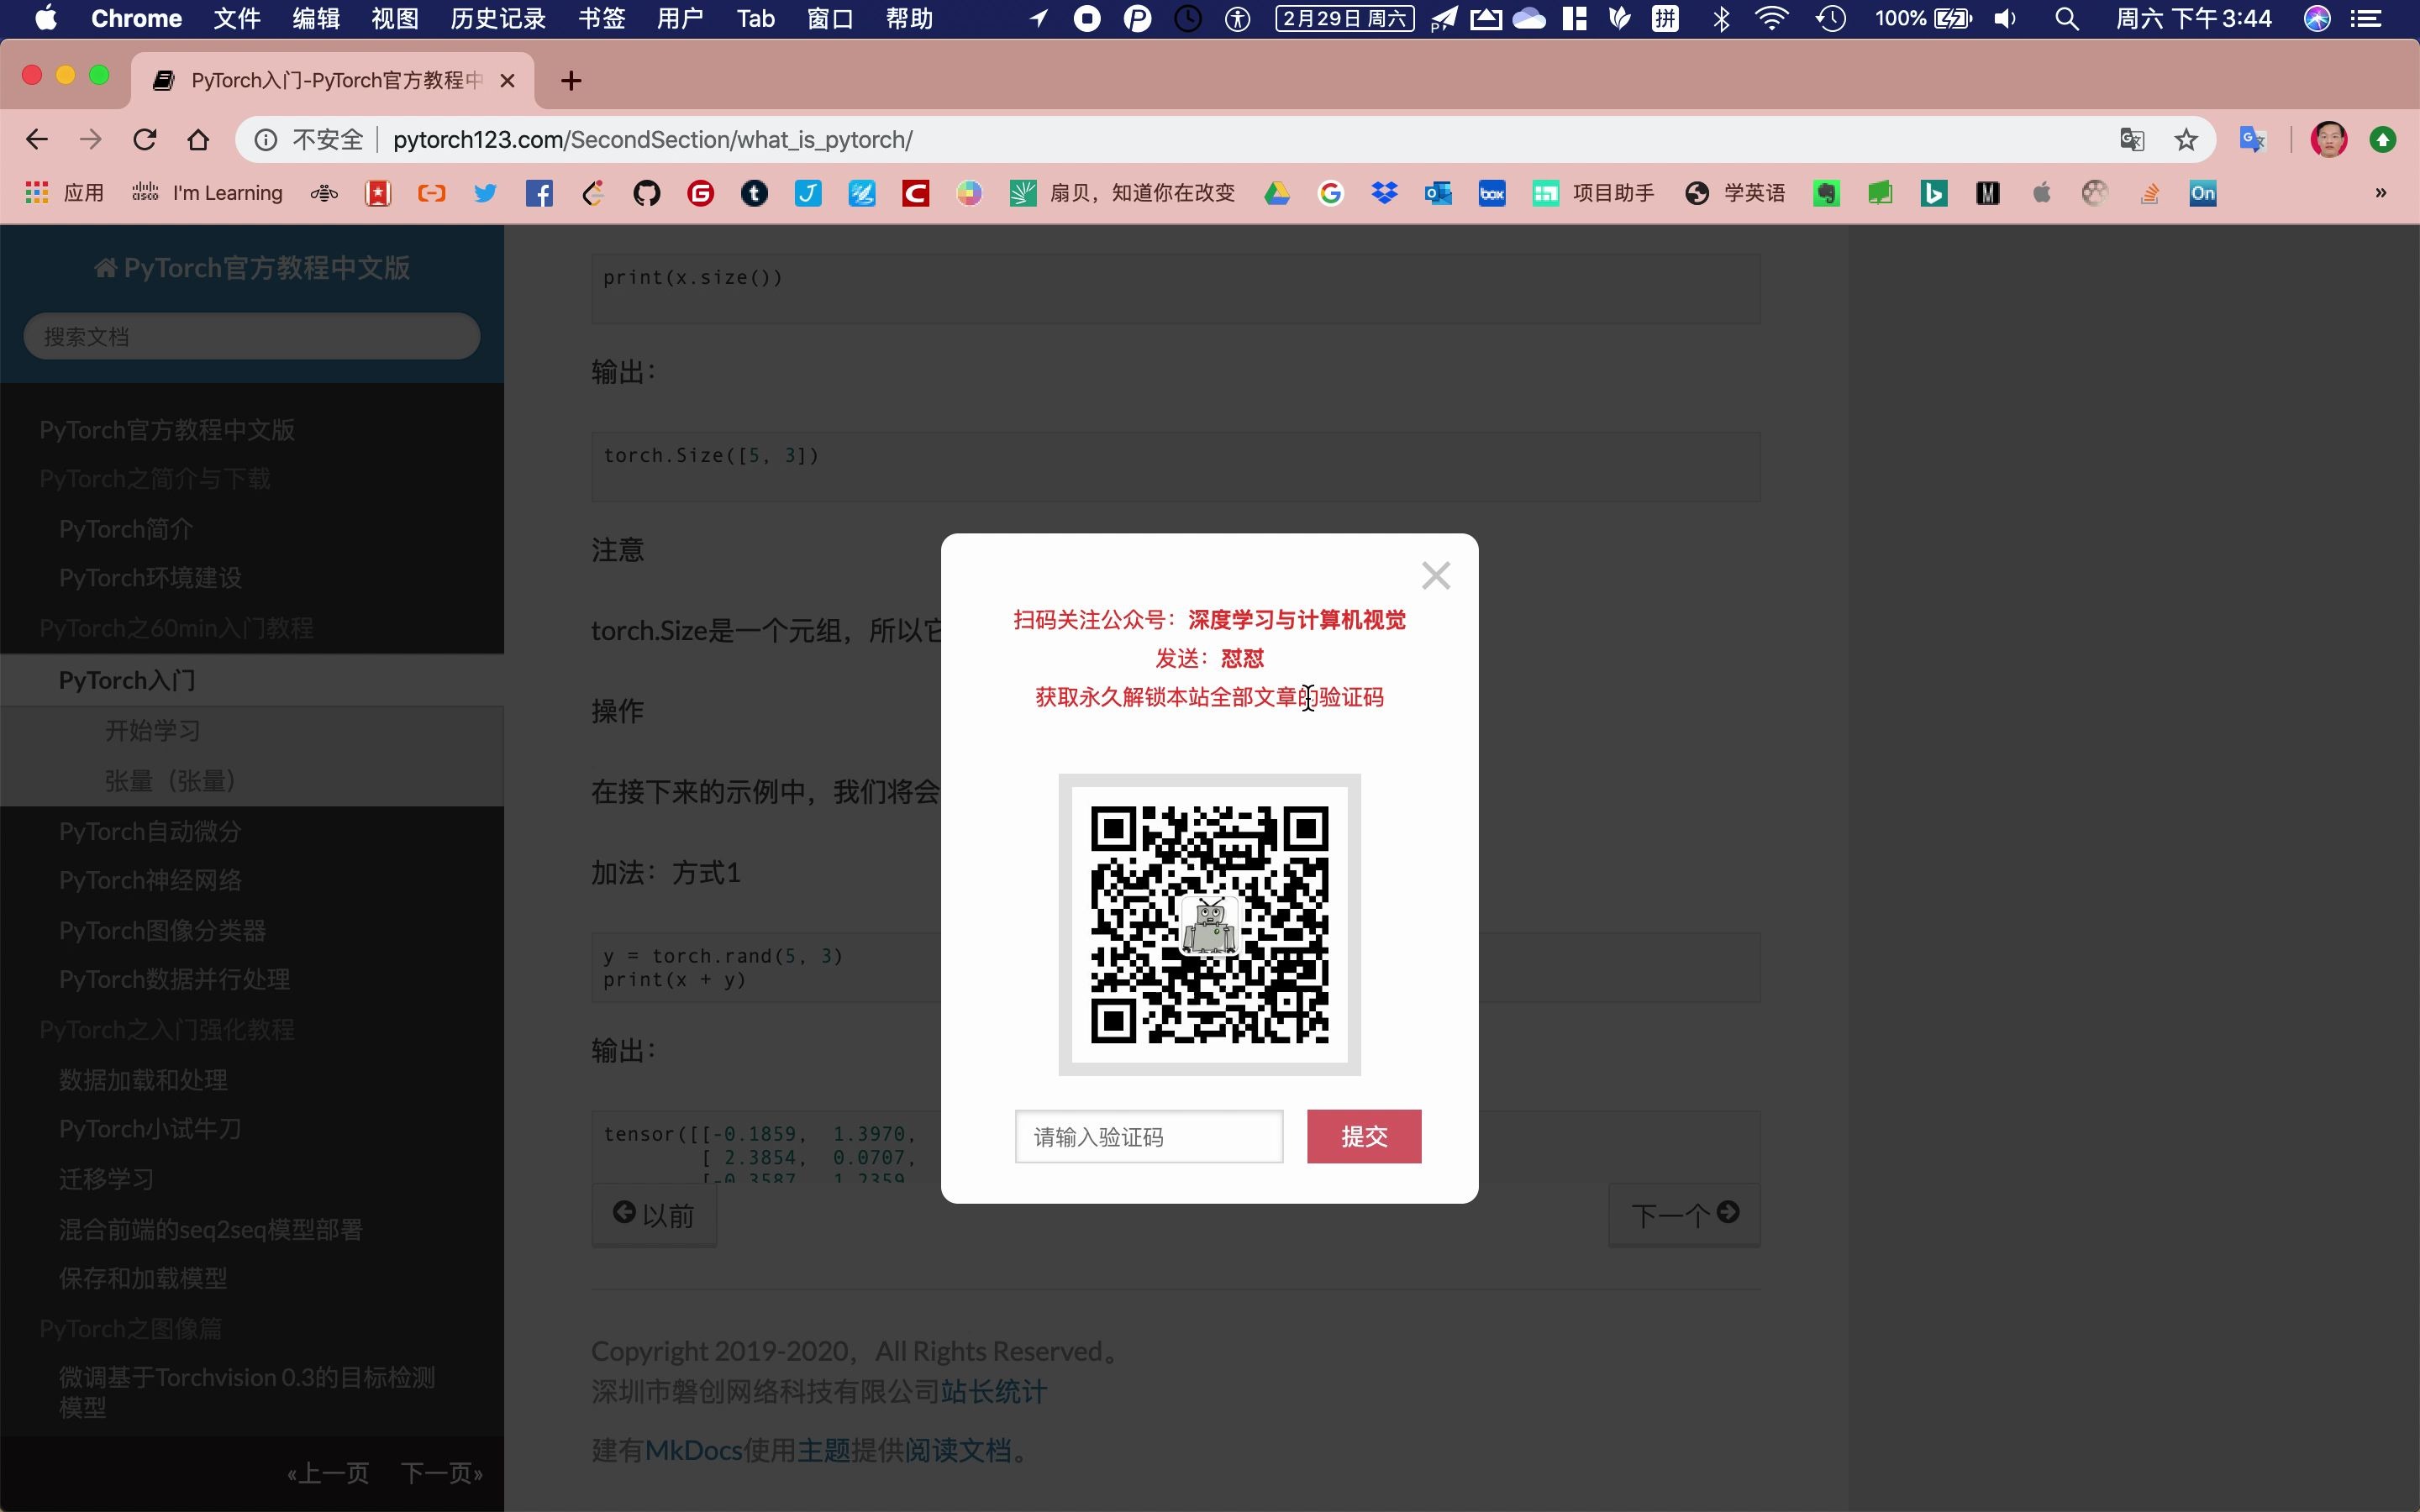 Chrome 文件 编辑 视图 历史记录 书签 用户 Tab 窗口 帮助 2月29日 周六 拼 100% 周六 下午3:44
PyTorch入门-PyTorch官方教程中
不安全 pytorch123.com/SecondSection/what_is_pytorch/
应用 I'm Learning 扇贝，知道你在改变 box 项目助手 学英语 On »
PyTorch官方教程中文版
搜索文档
PyTorch官方教程中文版
PyTorch之简介与下载
PyTorch简介
PyTorch环境建设
PyTorch之60min入门教程
PyTorch入门
开始学习
张量（张量）
PyTorch自动微分
PyTorch神经网络
PyTorch图像分类器
PyTorch数据并行处理
PyTorch之入门强化教程
数据加载和处理
PyTorch小试牛刀
迁移学习
混合前端的seq2seq模型部署
保存和加载模型
PyTorch之图像篇
微调基于Torchvision 0.3的目标检测
模型
«上一页 下一页»
print(x.size())
输出：
torch.Size([5, 3])
注意
torch.Size是一个元组，所以它
操作
在接下来的示例中，我们将会
加法：方式1
y = torch.rand(5, 3)
print(x + y)
输出：
tensor([[-0.1859, 1.3970,
[ 2.3854, 0.0707,
[-0.3587, 1.2359
以前
下一个
Copyright 2019-2020，All Rights Reserved。
深圳市磐创网络科技有限公司站长统计
建有MkDocs使用主题提供阅读文档。
扫码关注公众号：深度学习与计算机视觉
发送：怼怼
获取永久解锁本站全部文章的验证码
请输入验证码
提交